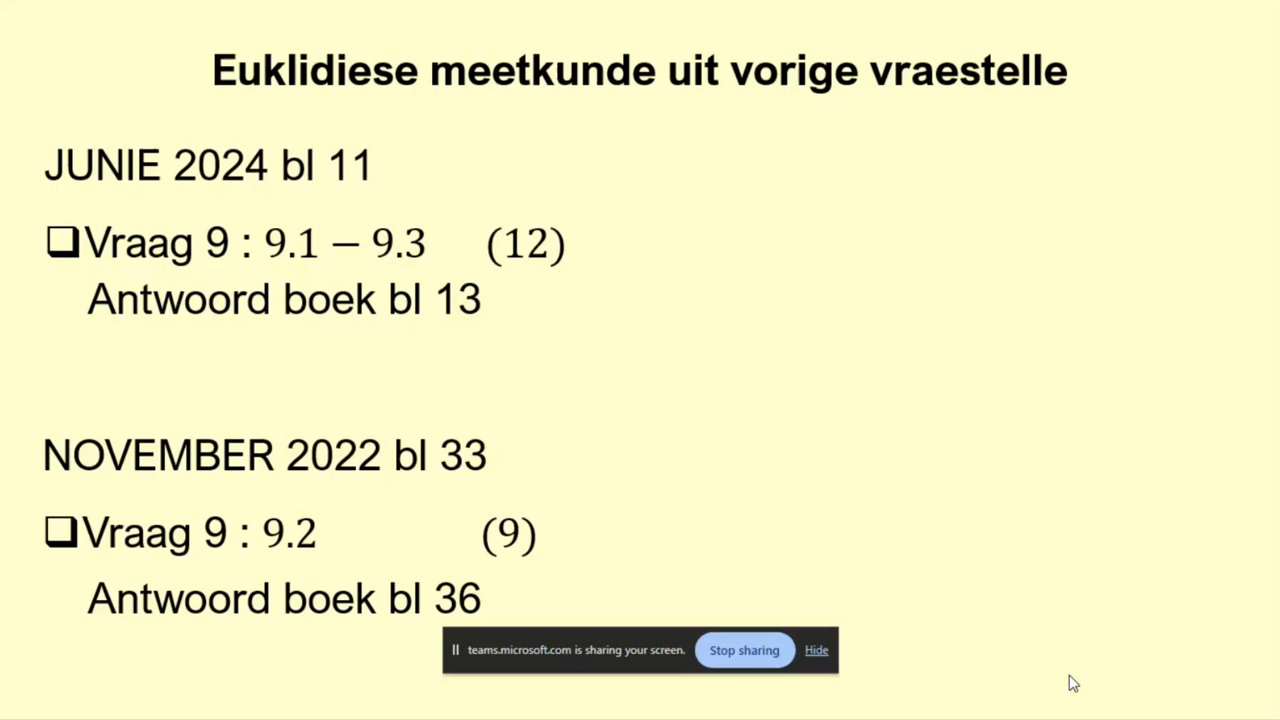 Euklidiese meetkunde uit vorige vraestelle
JUNIE 2024 bl 11
❑Vraag 9 : 9.1 − 9.3 (12)
Antwoord boek bl 13
NOVEMBER 2022 bl 33
❑Vraag 9 : 9.2 (9)
Antwoord boek bl 36
teams.microsoft.com is sharing your screen. Stop sharing Hide